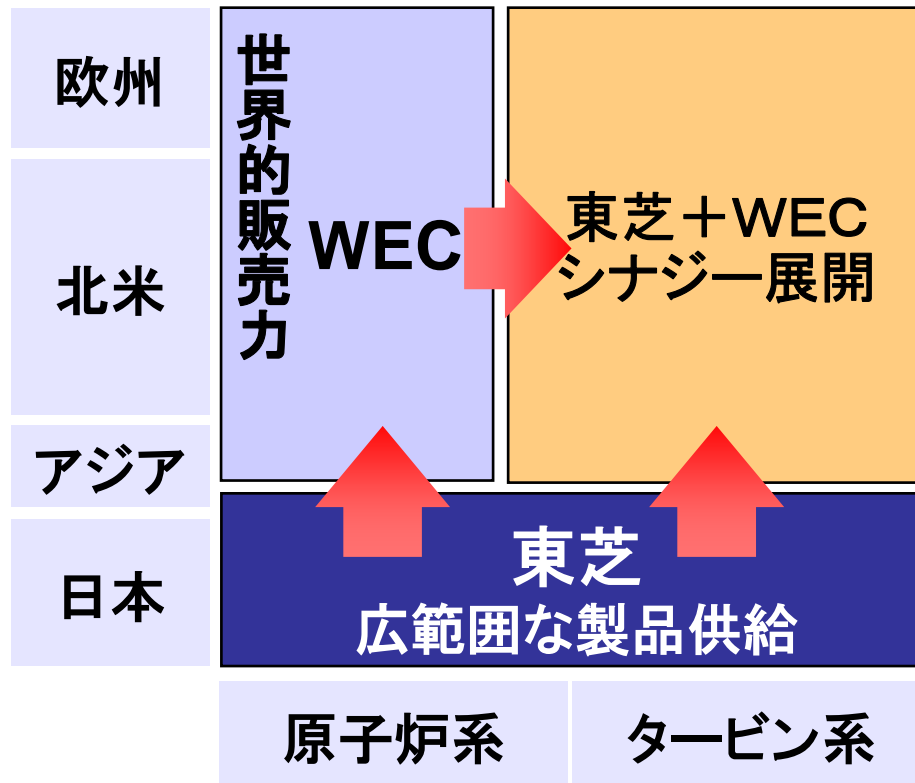 欧州
北米
アジア
日本
世界的販売力
WEC
東芝＋WEC
シナジー展開
東芝
広範囲な製品供給
原子炉系
タービン系